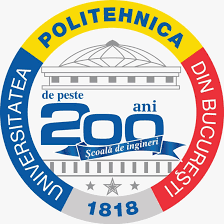 UNIVERSITATEA
POLITEHNICA
DIN BUCUREȘTI
de peste
200
ani
Școală de ingineri
1818